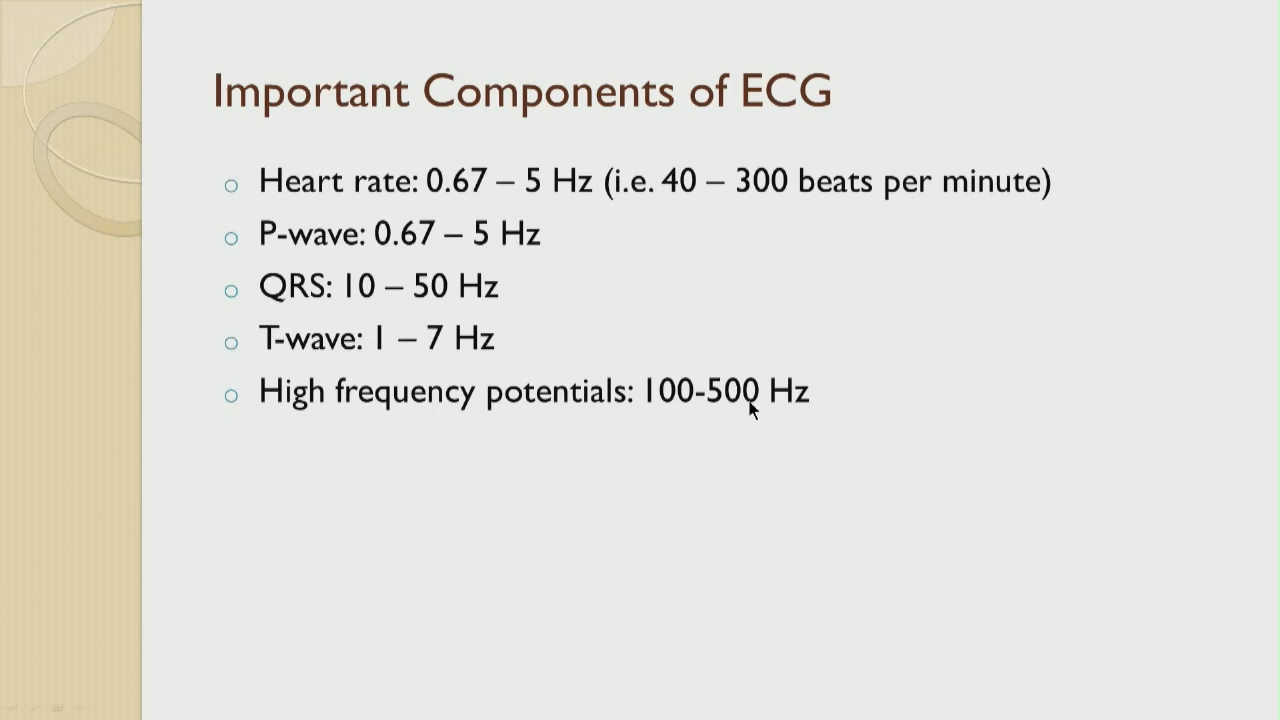 Important Components of ECG
Heart rate: 0.67 – 5 Hz (i.e. 40 – 300 beats per minute)
P-wave: 0.67 – 5 Hz
QRS: 10 – 50 Hz
T-wave: 1 – 7 Hz
High frequency potentials: 100-500 Hz